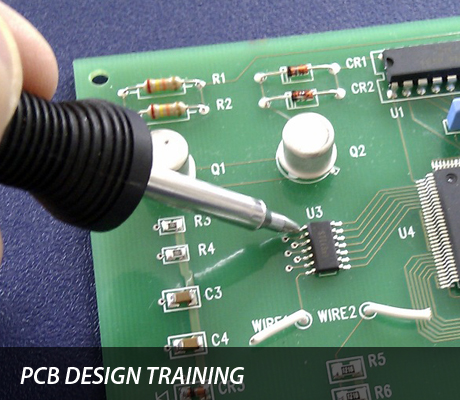 R1
CR1
R2
CR2
U1
Q1
Q2
R3
U3
R4
U4
C3
WIRE1
WIRE2
C4
R5
CR3
R6
PCB DESIGN TRAINING